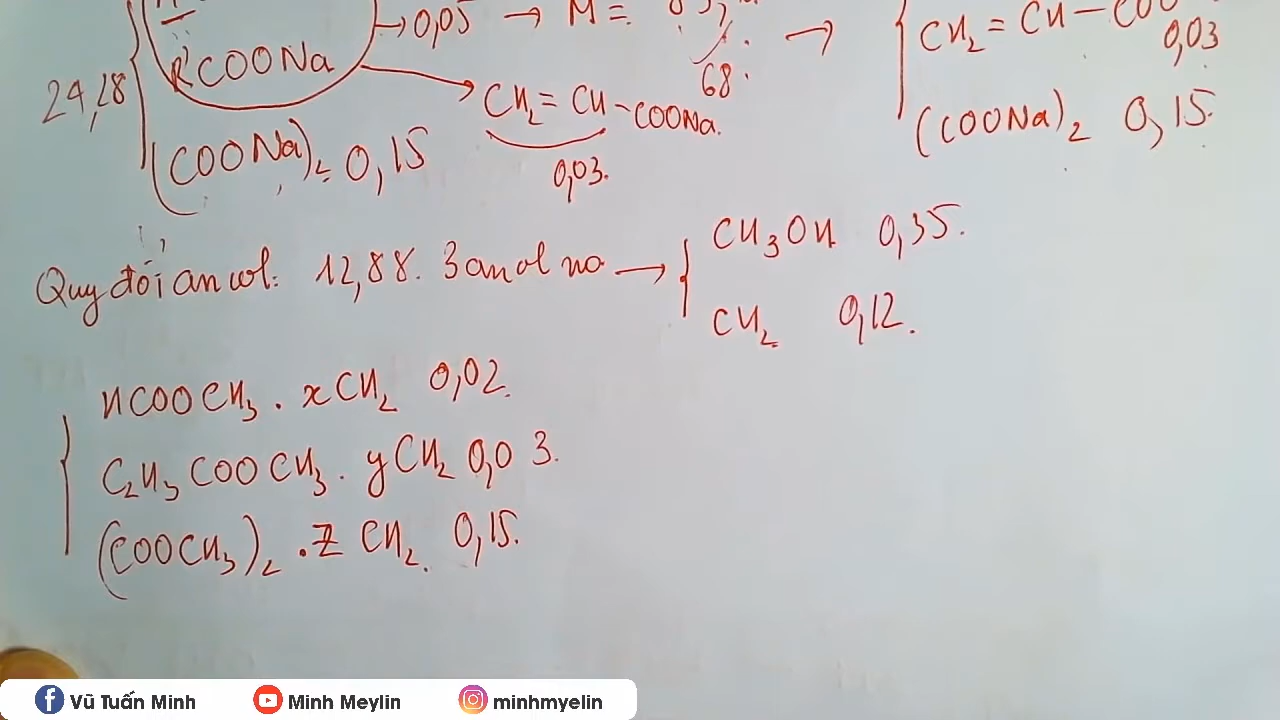 → 0,05 → M =
RCOONa
24,28
68.
CH₂ = CH - COONa.
0,03.
(COONa)₂ 0,15
→ CH₂ = CH - COO
0,03
(COONa)₂ 0,15.
Quy đổi ancol: 12,88. 3 ancol no → CH₃OH 0,35.
CH₂ 0,12.
HCOOCH₃ . xCH₂ 0,02.
C₂H₃COOCH₃ . yCH₂ 0,03.
(COOCH₃)₂ . Z CH₂. 0,15.
Vũ Tuấn Minh
Minh Meylin
minhmyelin